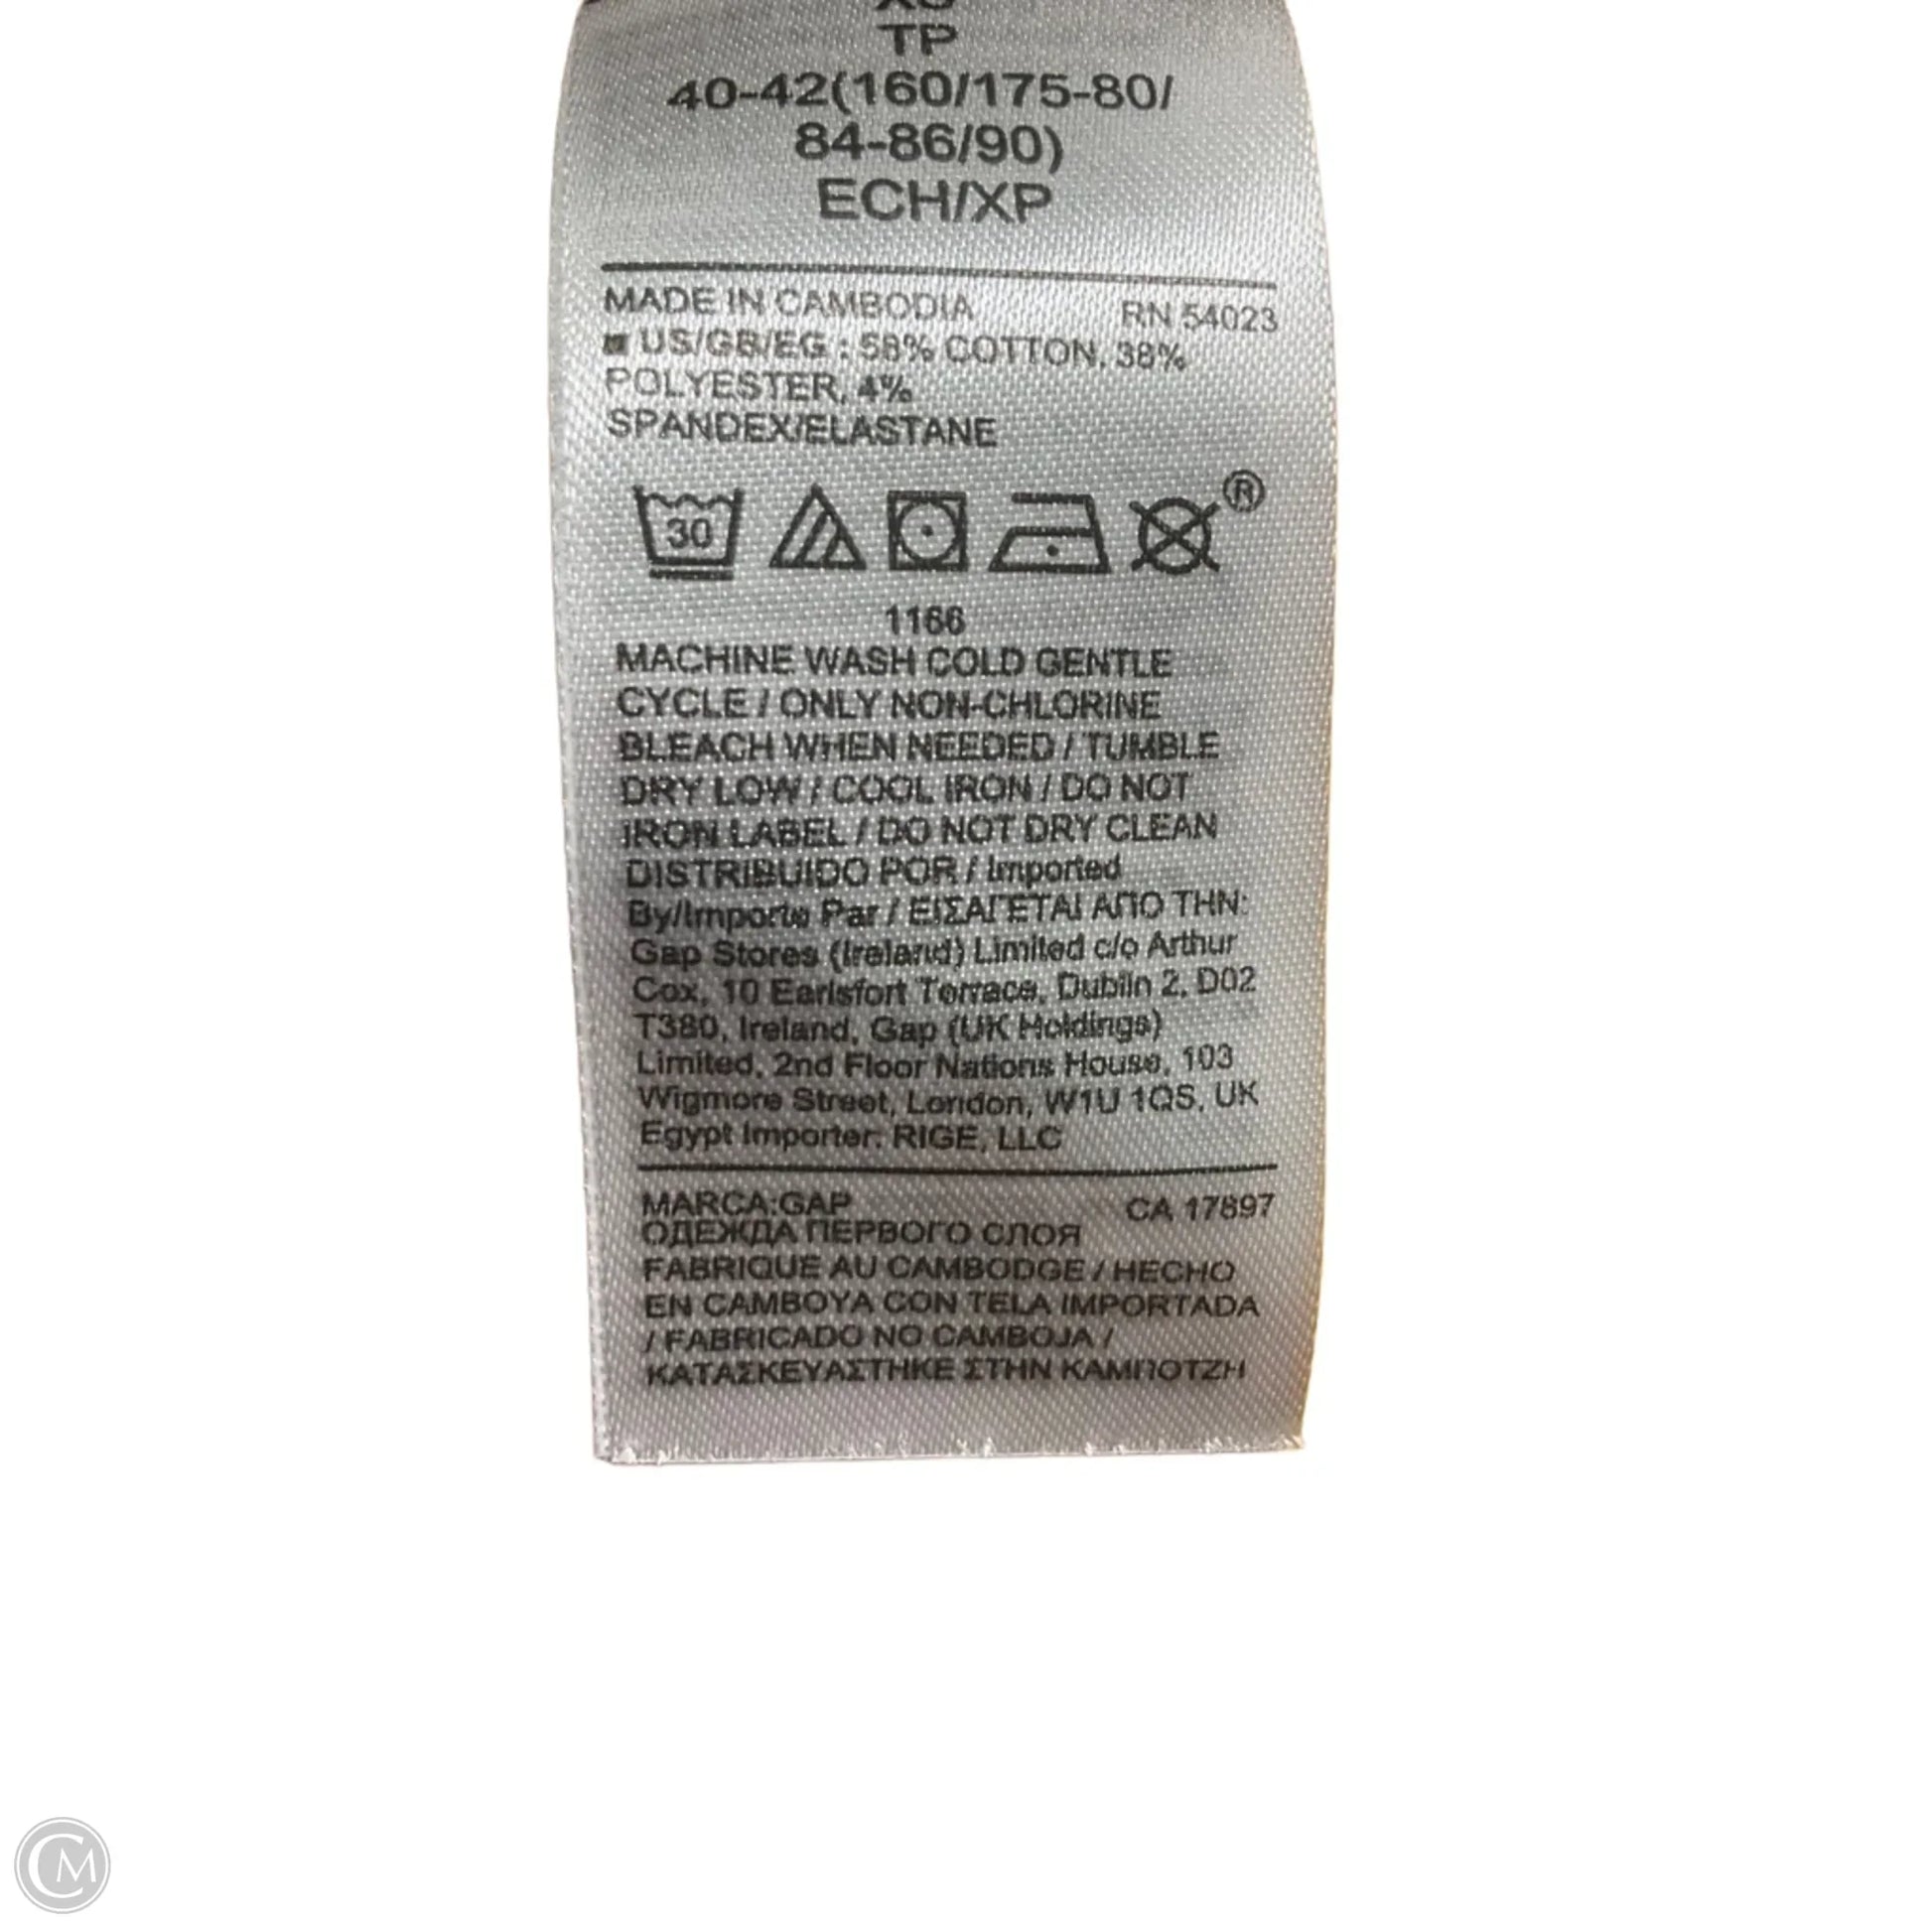 XS
TP
40-42(160/175-80/
84-86/90)
ECH/XP
MADE IN CAMBODIA RN 54023
US/GB/EG : 58% COTTON, 38%
POLYESTER, 4%
SPANDEX/ELASTANE
30
®
1166
MACHINE WASH COLD GENTLE
CYCLE / ONLY NON-CHLORINE
BLEACH WHEN NEEDED / TUMBLE
DRY LOW / COOL IRON / DO NOT
IRON LABEL / DO NOT DRY CLEAN
DISTRIBUIDO POR / Imported
By/Importe Par / ΕΙΣΑΓΕΤΑΙ ΑΠΟ ΤΗΝ:
Gap Stores (Ireland) Limited c/o Arthur
Cox, 10 Earlsfort Terrace, Dublin 2, D02
T380, Ireland, Gap (UK Holdings)
Limited, 2nd Floor Nations House, 103
Wigmore Street, London, W1U 1QS, UK
Egypt Importer: RIGE, LLC
MARCA:GAP CA 17897
ОДЕЖДА ПЕРВОГО СЛОЯ
FABRIQUE AU CAMBODGE / HECHO
EN CAMBOYA CON TELA IMPORTADA
/ FABRICADO NO CAMBOJA /
ΚΑΤΑΣΚΕΥΑΣΤΗΚΕ ΣΤΗΝ ΚΑΜΠΟΤΖΗ
CM